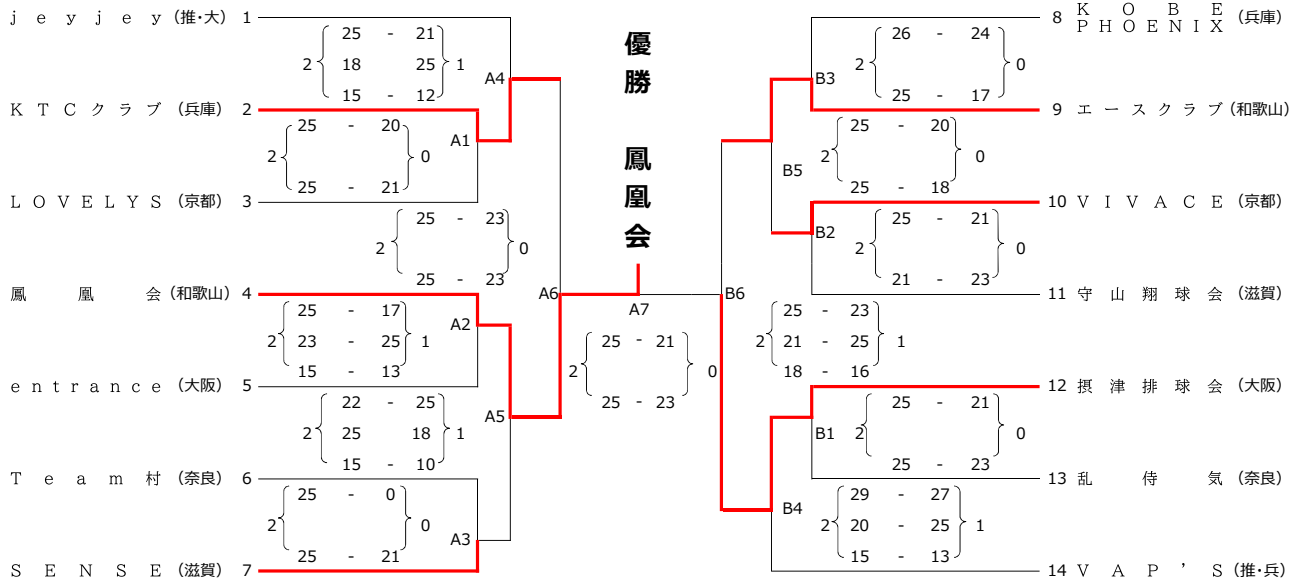 jeyjey (推・大) 1
25 - 21
2 18 25 1
15 - 12
A4
KTCクラブ (兵庫) 2
25 - 20
2 0
25 - 21
A1
LOVELYS (京都) 3
25 - 23
2 0
25 - 23
A6
鳳凰会 (和歌山) 4
25 - 17
2 23 - 25 1
15 - 13
A2
entrance (大阪) 5
22 - 25
2 25 18 1
15 - 10
A5
Team村 (奈良) 6
25 - 0
2 0
25 - 21
A3
SENSE (滋賀) 7
優勝 鳳凰会
A7
25 - 21
2 0
25 - 23
8 KOBE PHOENIX (兵庫)
26 - 24
2 0
25 - 17
B3
9 エースクラブ (和歌山)
25 - 20
2 0
25 - 18
B5
10 VIVACE (京都)
25 - 21
2 0
21 - 23
B2
11 守山翔球会 (滋賀)
B6
25 - 23
2 21 - 25 1
18 - 16
12 摂津排球会 (大阪)
25 - 21
2 0
25 - 23
B1
13 乱侍気 (奈良)
29 - 27
2 20 - 25 1
15 - 13
B4
14 VAP'S (推・兵)